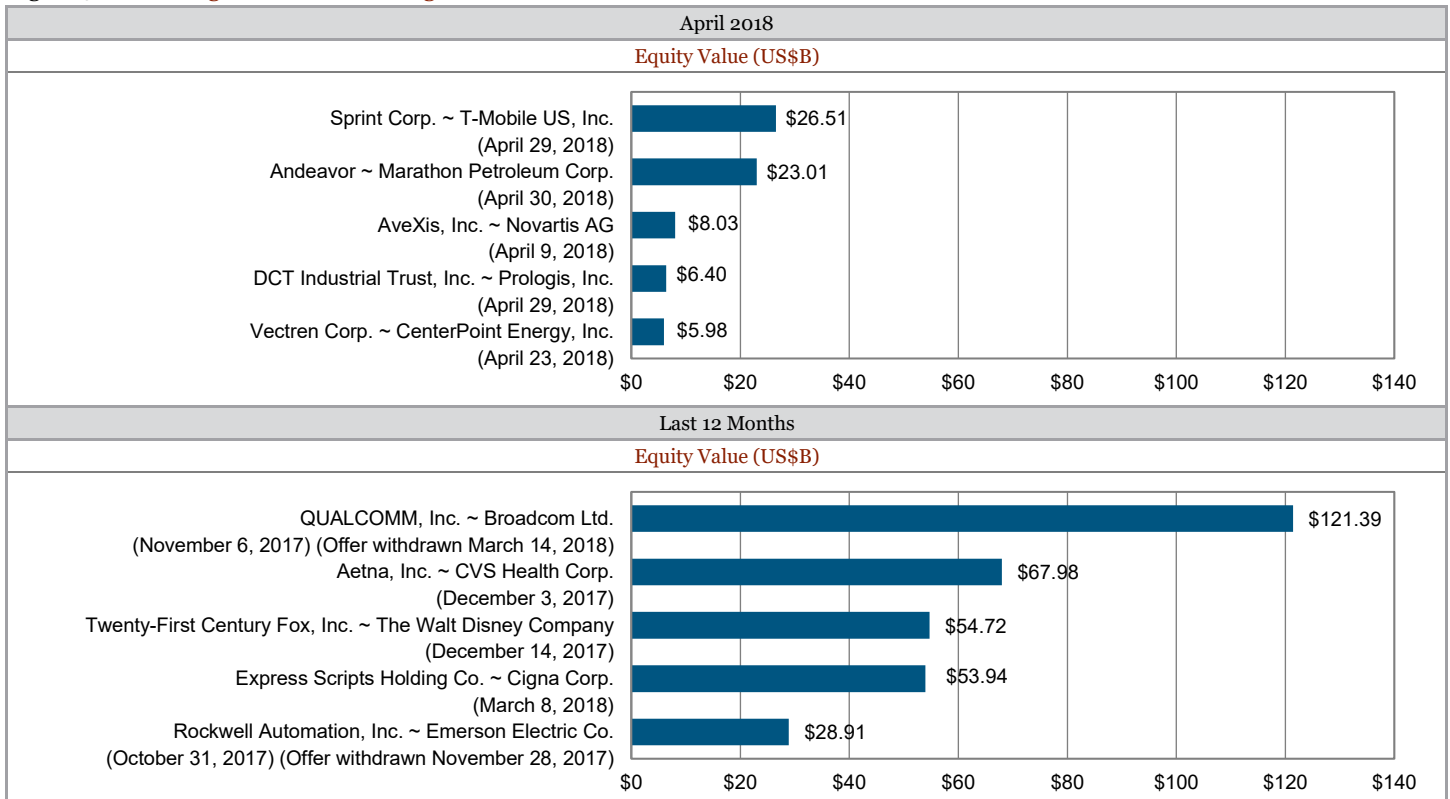 April 2018
Equity Value (US$B)
Sprint Corp. ~ T-Mobile US, Inc.
(April 29, 2018)
$26.51
Andeavor ~ Marathon Petroleum Corp.
(April 30, 2018)
$23.01
AveXis, Inc. ~ Novartis AG
(April 9, 2018)
$8.03
DCT Industrial Trust, Inc. ~ Prologis, Inc.
(April 29, 2018)
$6.40
Vectren Corp. ~ CenterPoint Energy, Inc.
(April 23, 2018)
$5.98
$0 $20 $40 $60 $80 $100 $120 $140
Last 12 Months
Equity Value (US$B)
QUALCOMM, Inc. ~ Broadcom Ltd.
(November 6, 2017) (Offer withdrawn March 14, 2018)
$121.39
Aetna, Inc. ~ CVS Health Corp.
(December 3, 2017)
$67.98
Twenty-First Century Fox, Inc. ~ The Walt Disney Company
(December 14, 2017)
$54.72
Express Scripts Holding Co. ~ Cigna Corp.
(March 8, 2018)
$53.94
Rockwell Automation, Inc. ~ Emerson Electric Co.
(October 31, 2017) (Offer withdrawn November 28, 2017)
$28.91
$0 $20 $40 $60 $80 $100 $120 $140